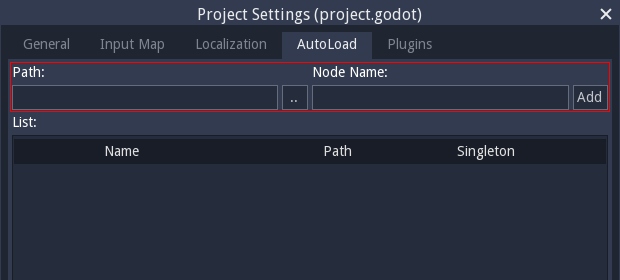 Project Settings (project.godot)
General Input Map Localization AutoLoad Plugins
Path: Node Name:
.. Add
List:
Name Path Singleton